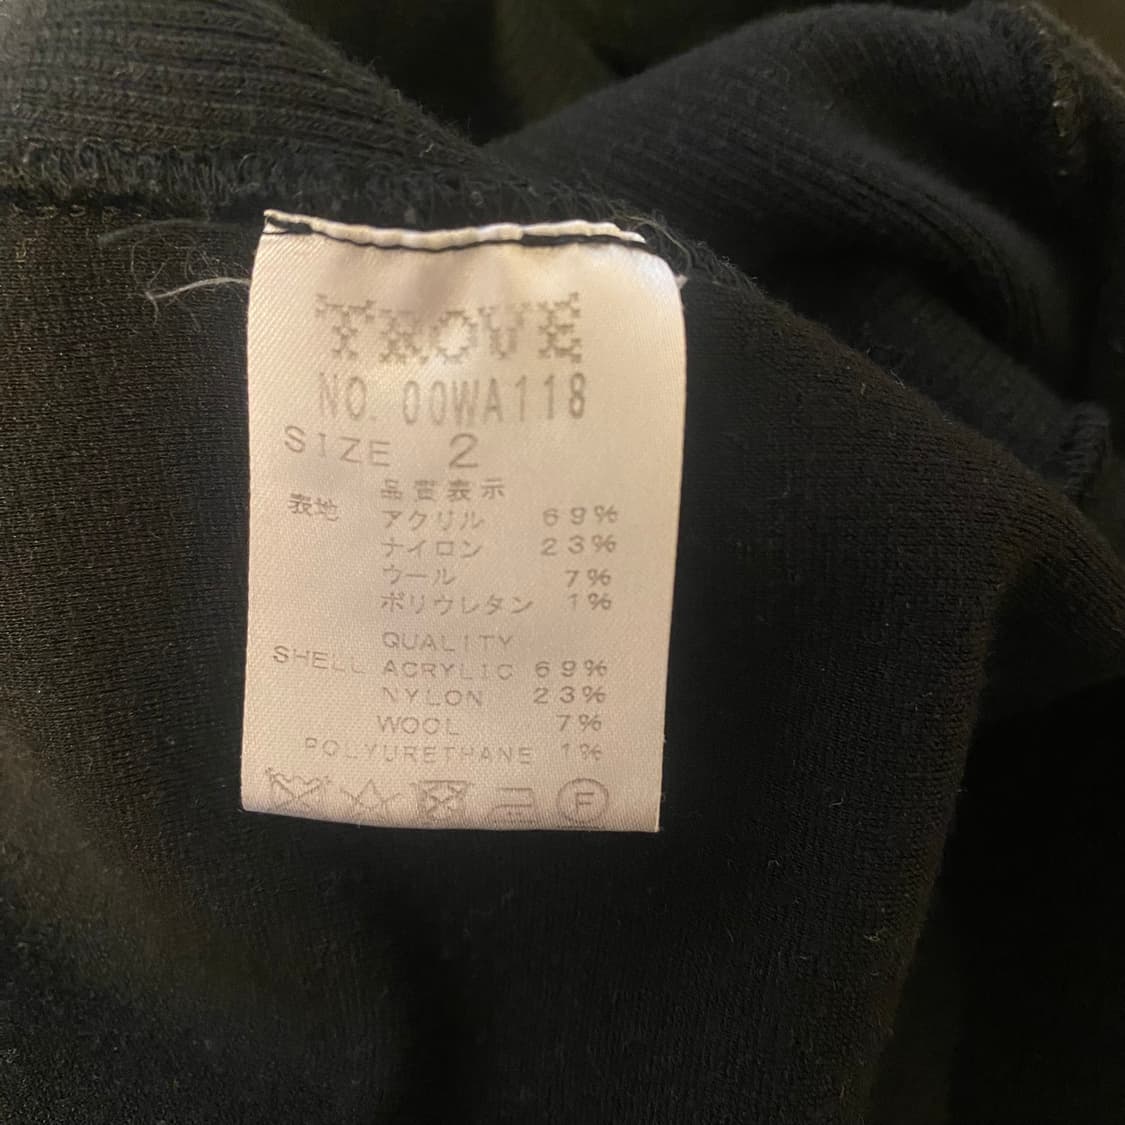 TROVE
NO. 00WA118
SIZE 2
品質表示
表地 アクリル 69%
ナイロン 23%
ウール 7%
ポリウレタン 1%
QUALITY
SHELL ACRYLIC 69%
NYLON 23%
WOOL 7%
POLYURETHANE 1%
F